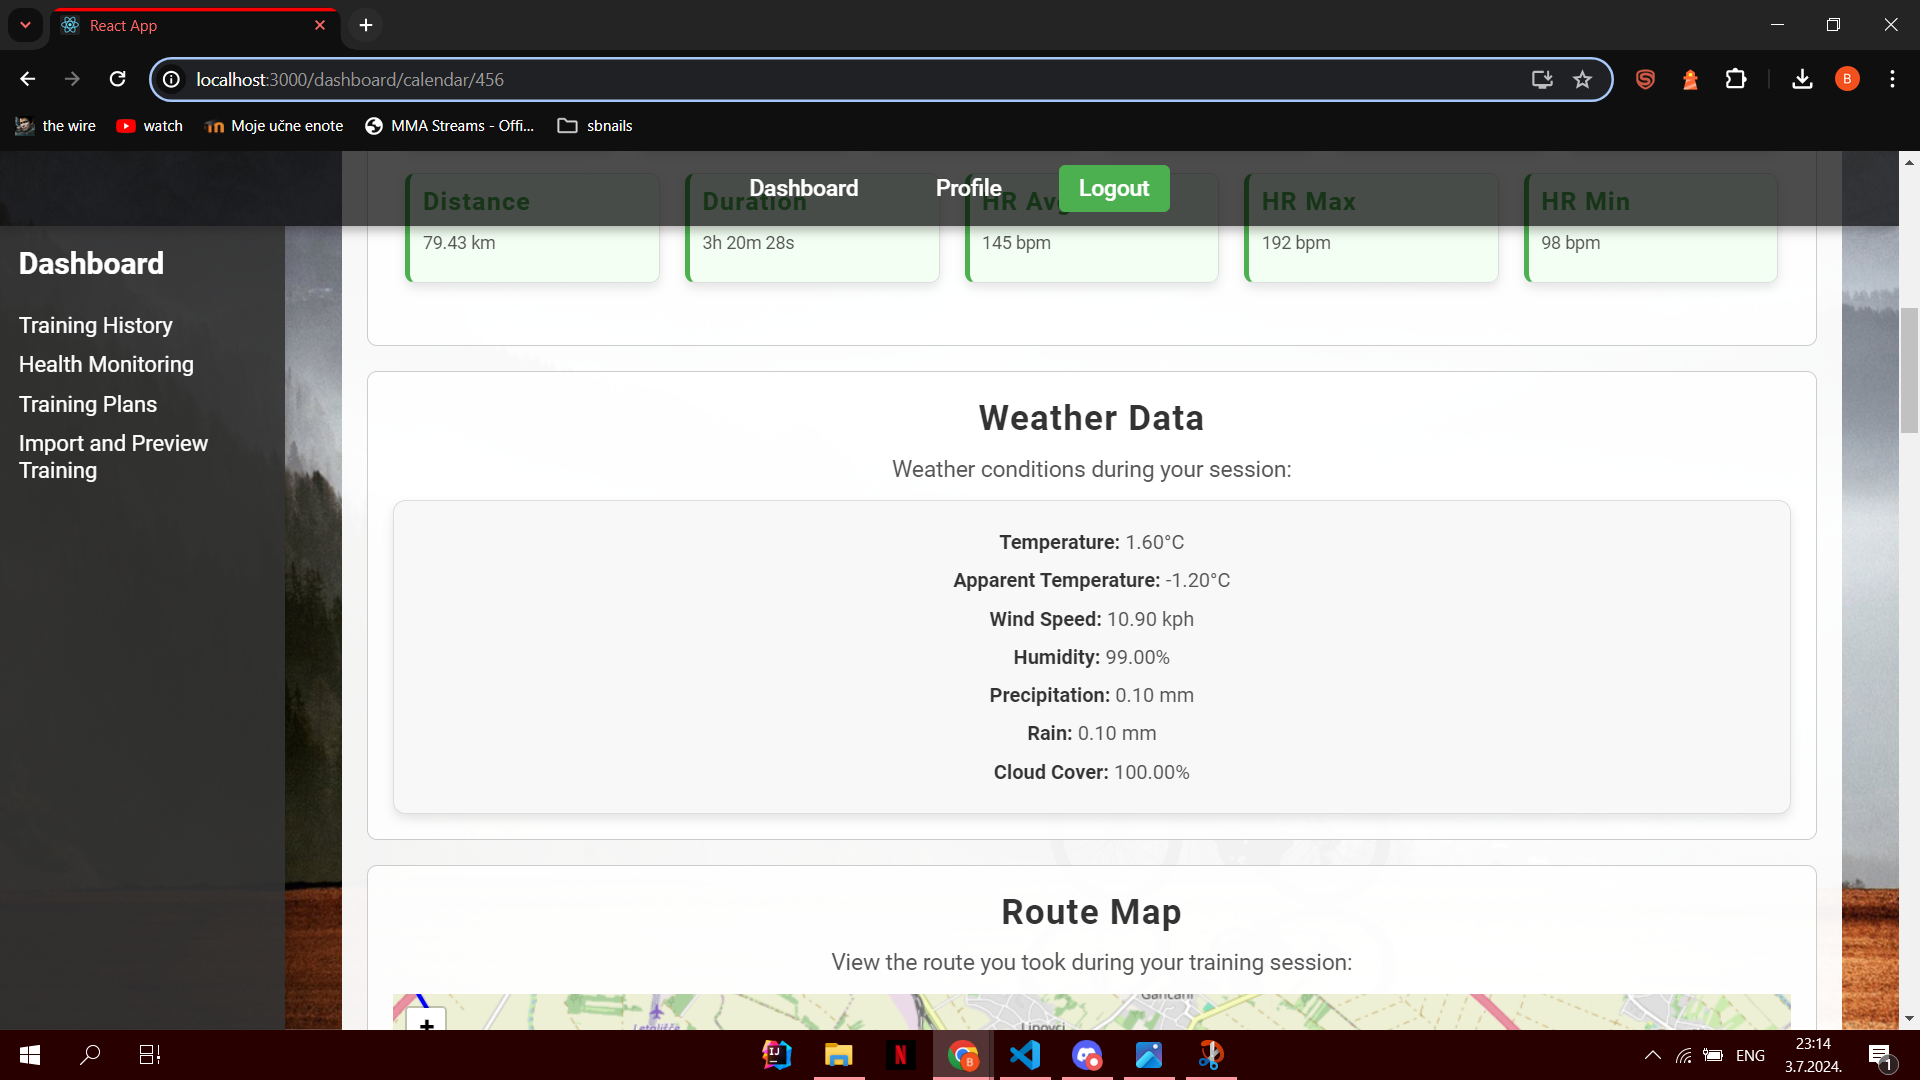 React App
localhost:3000/dashboard/calendar/456
B
the wire
watch
Moje učne enote
MMA Streams - Offi...
sbnails
Dashboard
Profile
Logout
Dashboard
Training History
Health Monitoring
Training Plans
Import and Preview
Training
Distance
79.43 km
Duration
3h 20m 28s
HR Avg
145 bpm
HR Max
192 bpm
HR Min
98 bpm
Weather Data
Weather conditions during your session:
Temperature: 1.60°C
Apparent Temperature: -1.20°C
Wind Speed: 10.90 kph
Humidity: 99.00%
Precipitation: 0.10 mm
Rain: 0.10 mm
Cloud Cover: 100.00%
Route Map
View the route you took during your training session:
+
Gančani
Lipovci
IJ
N
B
ENG
23:14
3.7.2024.
1